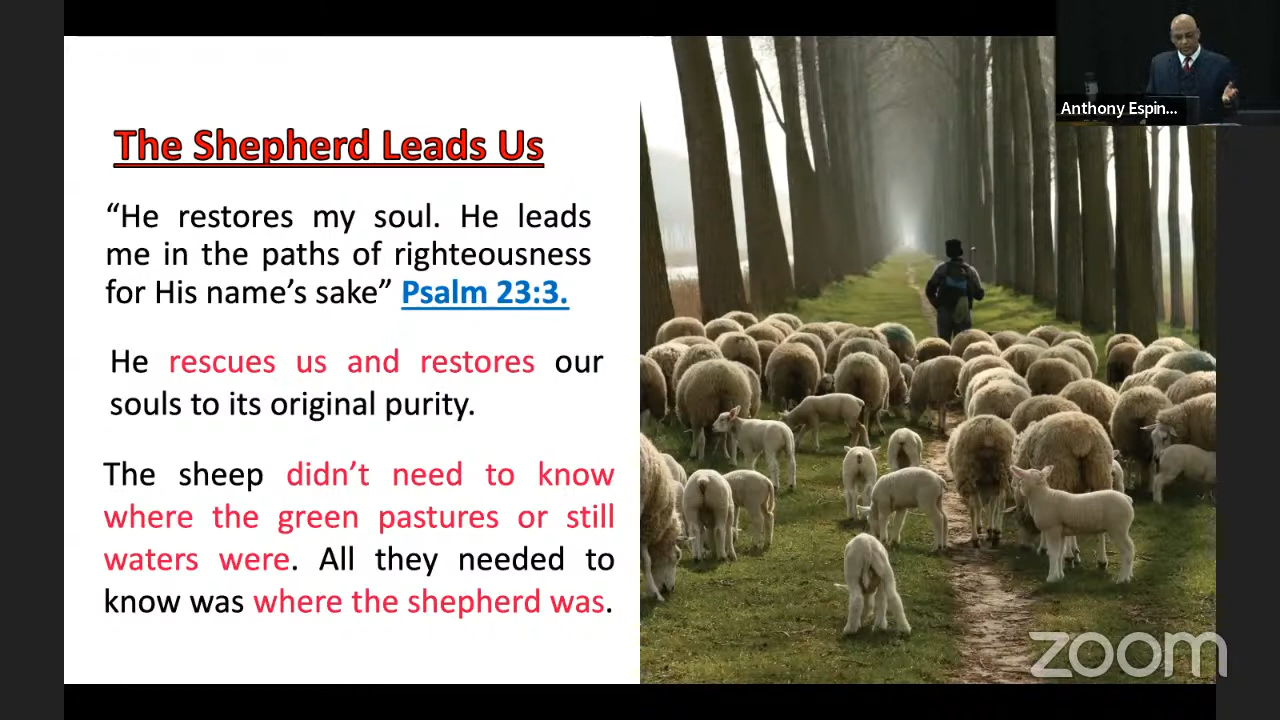 Anthony Espin...
The Shepherd Leads Us
“He restores my soul. He leads
me in the paths of righteousness
for His name’s sake” Psalm 23:3.
He rescues us and restores our
souls to its original purity.
The sheep didn’t need to know
where the green pastures or still
waters were. All they needed to
know was where the shepherd was.
zoom